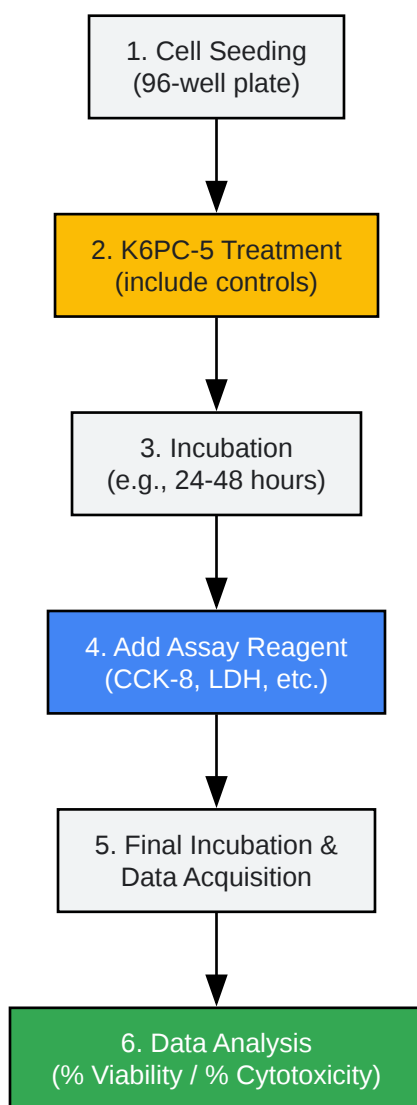 1. Cell Seeding
(96-well plate)
2. K6PC-5 Treatment
(include controls)
3. Incubation
(e.g., 24-48 hours)
4. Add Assay Reagent
(CCK-8, LDH, etc.)
5. Final Incubation &
Data Acquisition
6. Data Analysis
(% Viability / % Cytotoxicity)